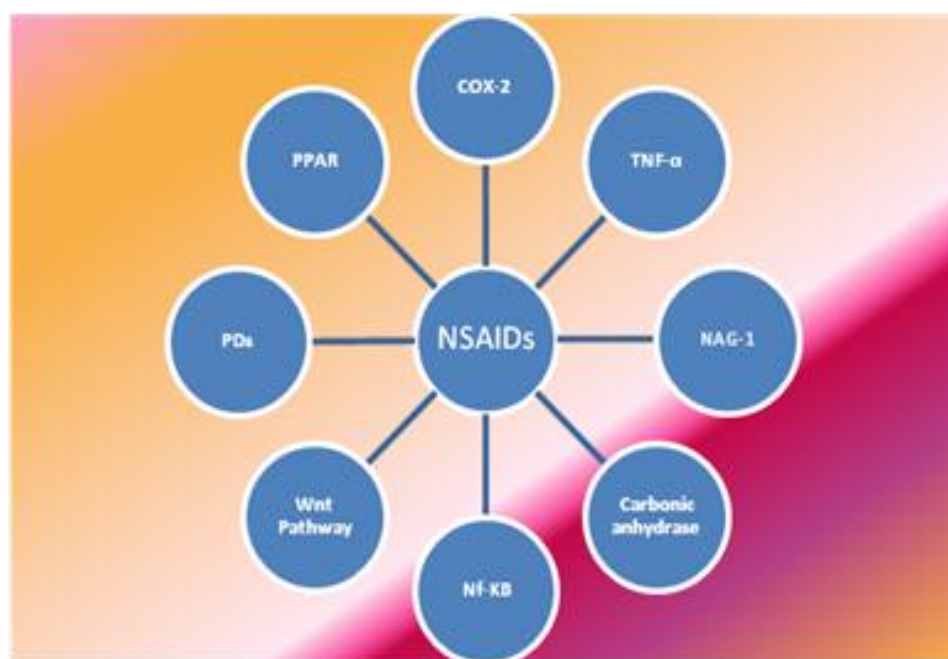 COX-2
PPAR
TNF-α
PDs
NSAIDs
NAG-1
Wnt
Pathway
Carbonic
anhydrase
Nf-KB